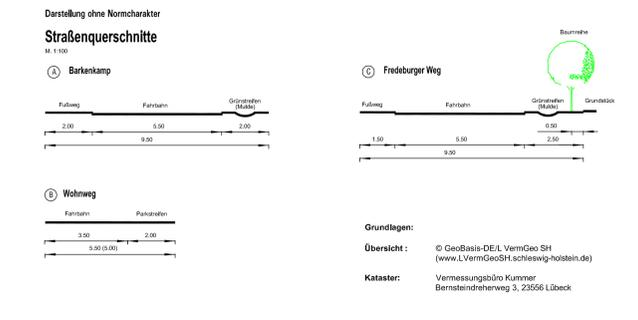 Darstellung ohne Normcharakter
Straßenquerschnitte
M. 1:100
A Barkenkamp
Fußweg Fahrbahn Grünstreifen
(Mulde)
2.00 5.50 2.00
9.50
B Wohnweg
Fahrbahn Parkstreifen
3.50 2.00
5.50 (5.00)
Baumreihe
C Fredeburger Weg
Fußweg Fahrbahn Grünstreifen Grundstück
(Mulde)
0.50
1.50 5.50 2.50
9.50
Grundlagen:
Übersicht : © GeoBasis-DE/L VermGeo SH
(www.LVermGeoSH.schleswig-holstein.de)
Kataster: Vermessungsbüro Kummer
Bernsteindreherweg 3, 23556 Lübeck